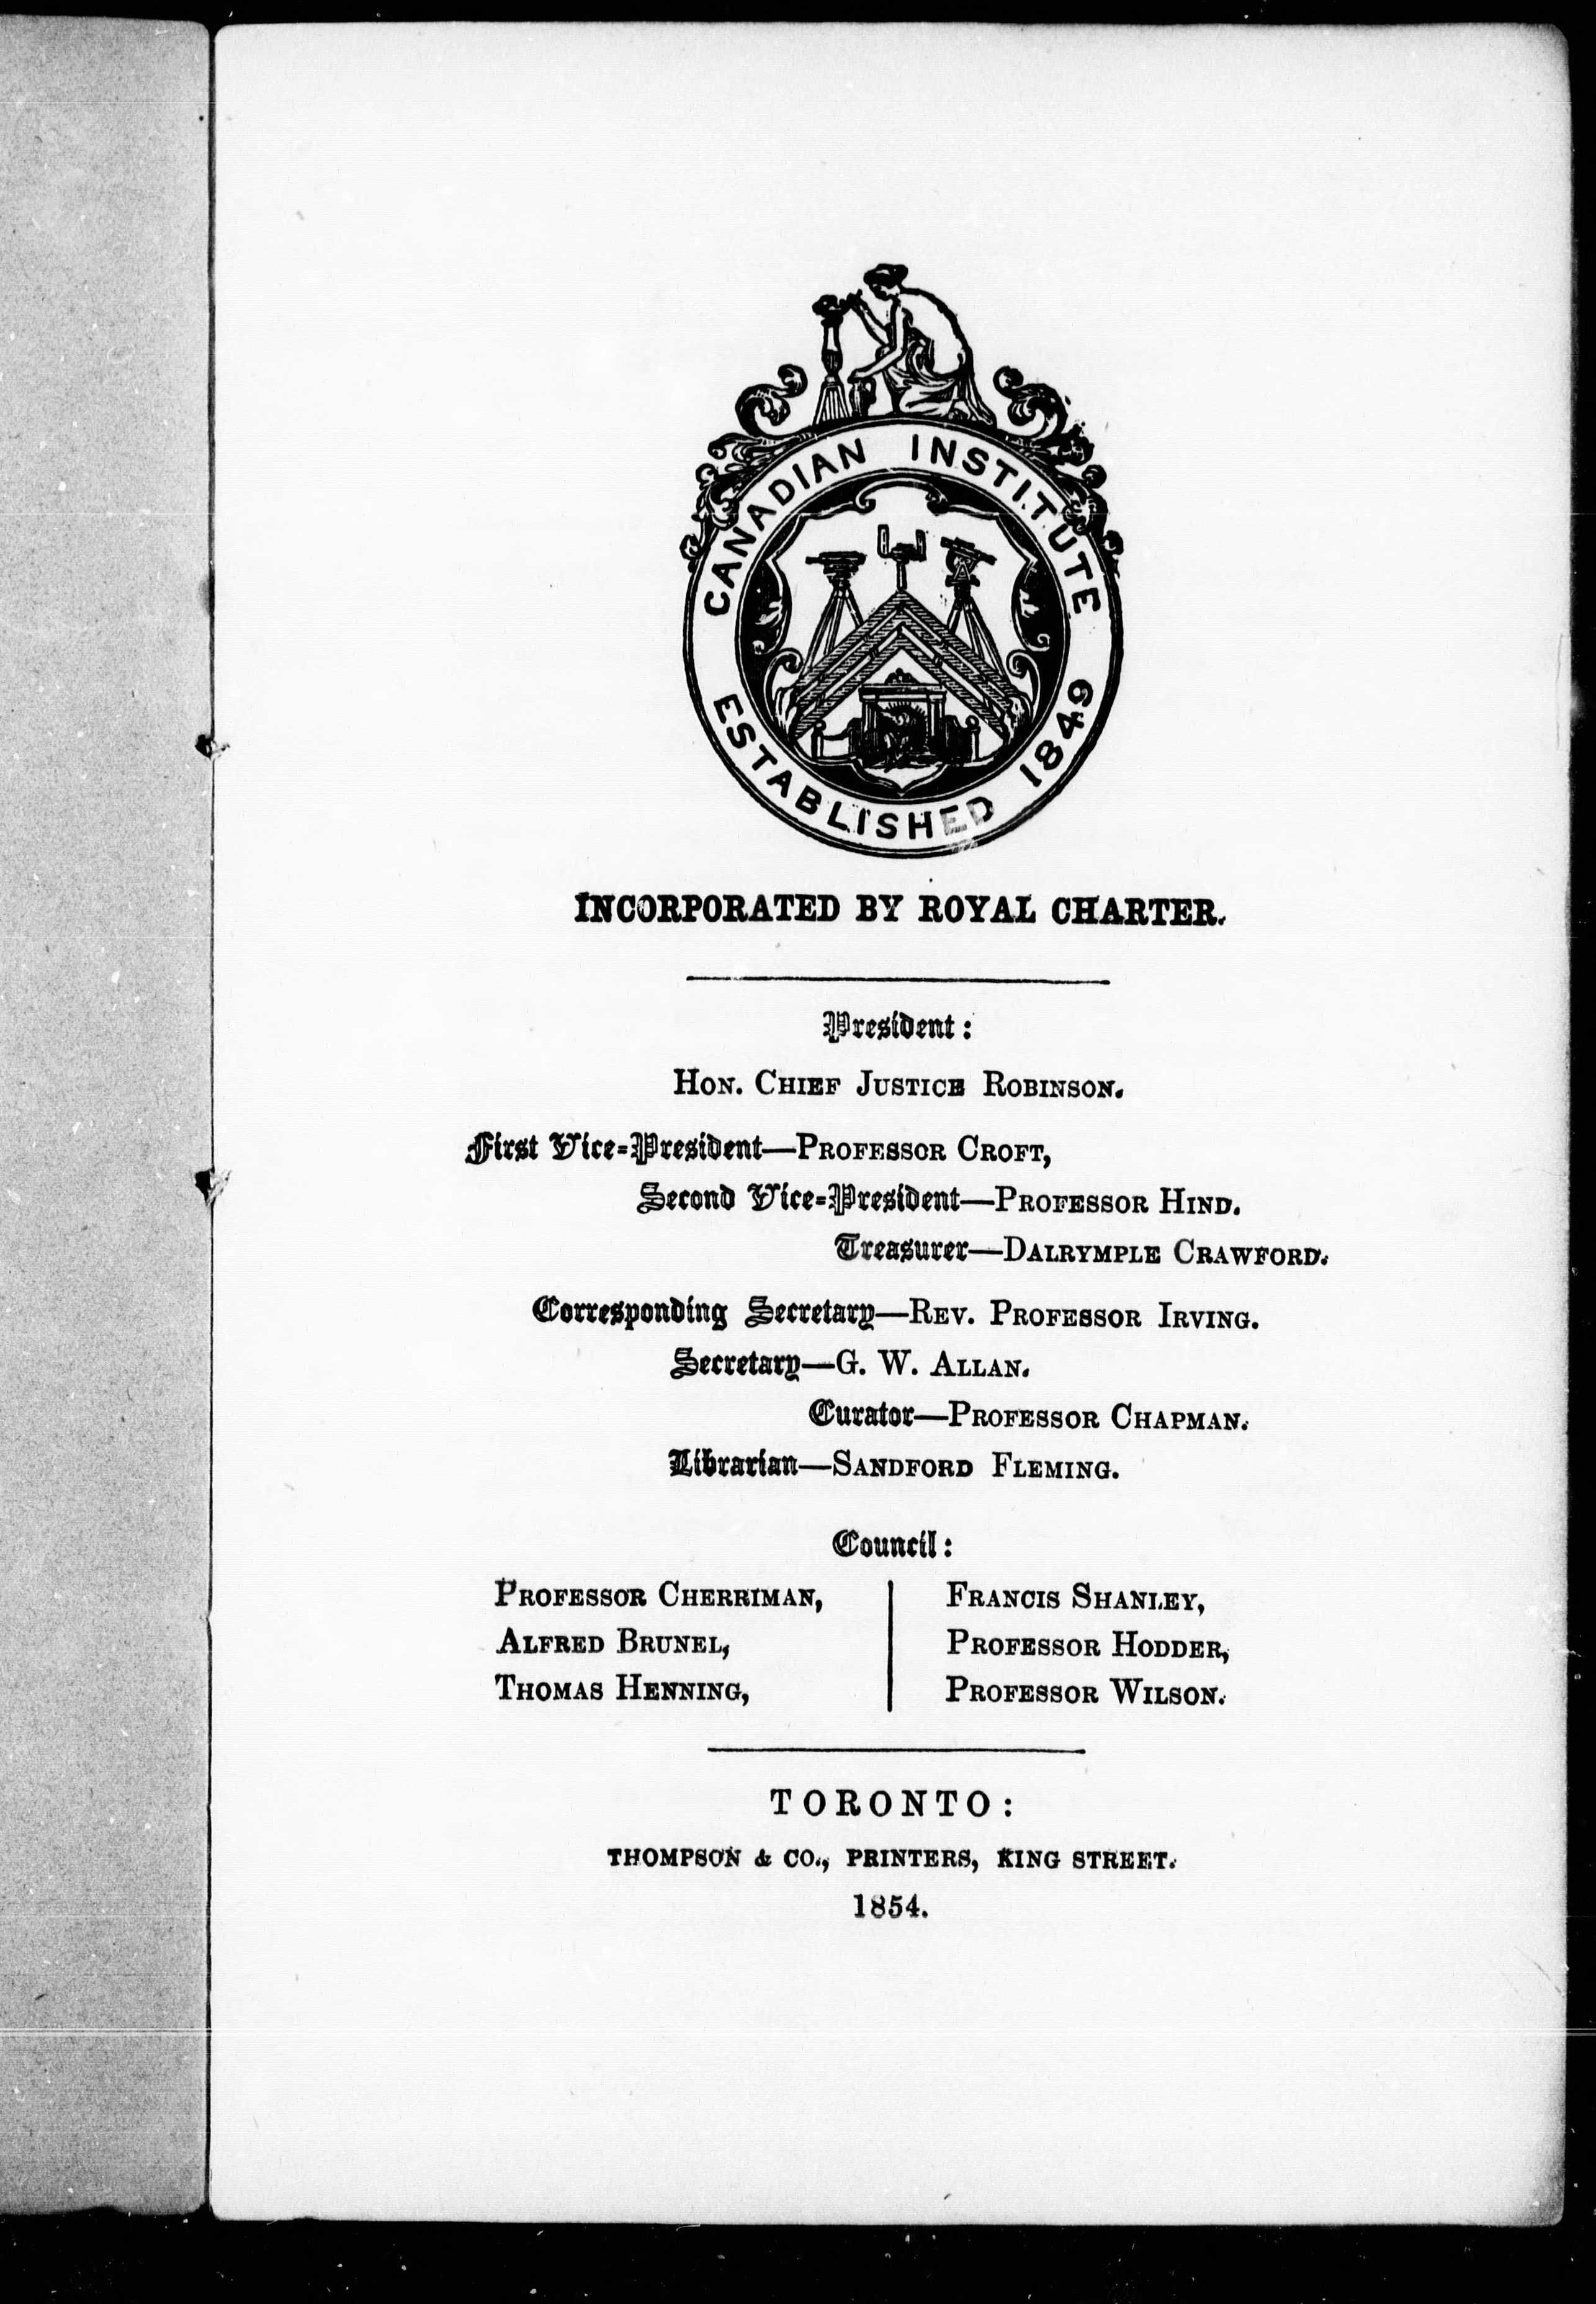 CANADIAN INSTITUTE
ESTABLISHED 1849
INCORPORATED BY ROYAL CHARTER.
President:
HON. CHIEF JUSTICE ROBINSON.
First Vice-President—PROFESSOR CROFT,
Second Vice-President—PROFESSOR HIND.
Treasurer—DALRYMPLE CRAWFORD.
Corresponding Secretary—REV. PROFESSOR IRVING.
Secretary—G. W. ALLAN.
Curator—PROFESSOR CHAPMAN.
Librarian—SANDFORD FLEMING.
Council:
PROFESSOR CHERRIMAN,
ALFRED BRUNEL,
THOMAS HENNING,
FRANCIS SHANLEY,
PROFESSOR HODDER,
PROFESSOR WILSON.
TORONTO:
THOMPSON & CO., PRINTERS, KING STREET.
1854.